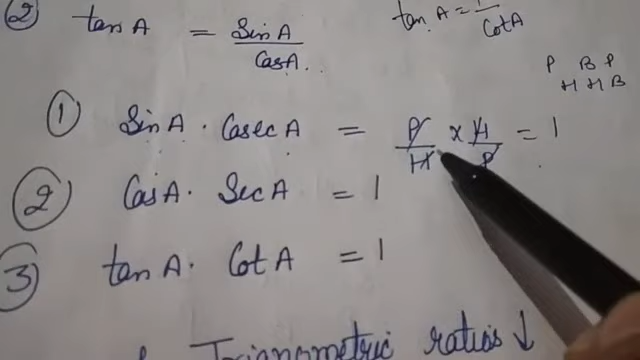 ② tan A = Sin A / Cos A. tan A = 1 / Cot A
P B P
H H B
① Sin A · Cosec A = P/H × H/P = 1
② Cos A · Sec A = 1
③ tan A · Cot A = 1
Trigonometric ratios ↓